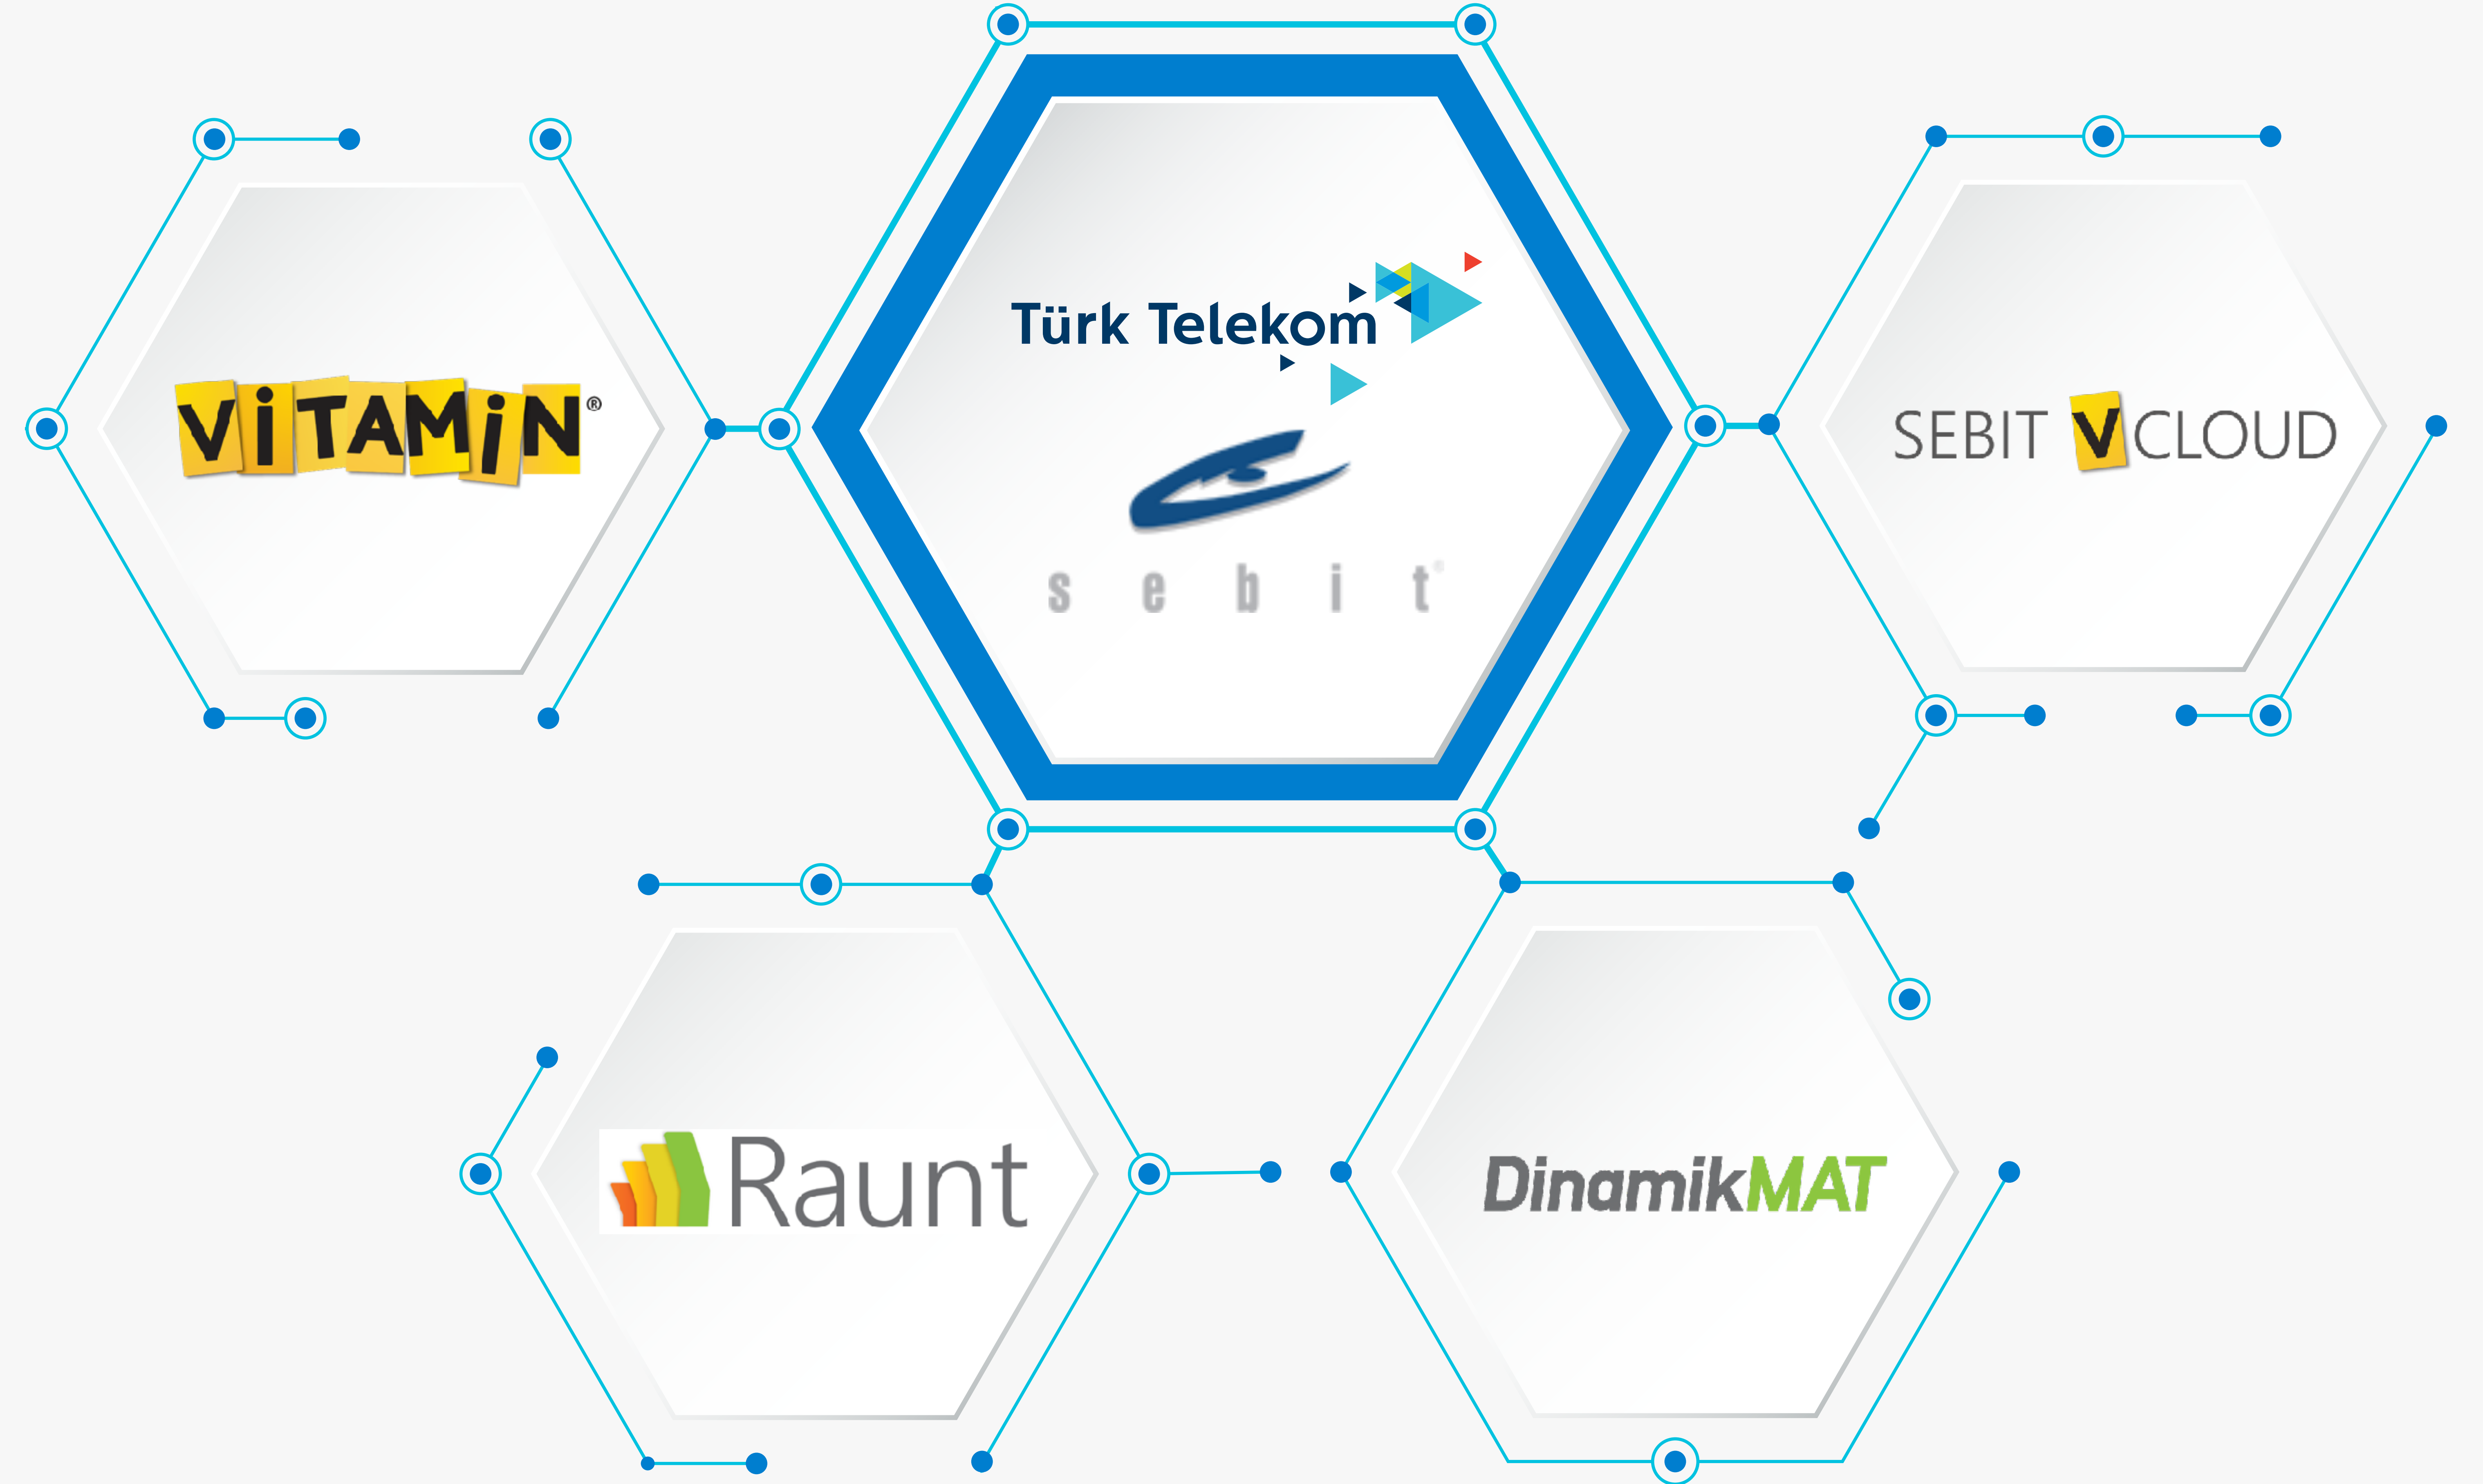 Türk Telekom
sebit®
ViTAMiN®
SEBIT VCLOUD
Raunt
DinamikMAT